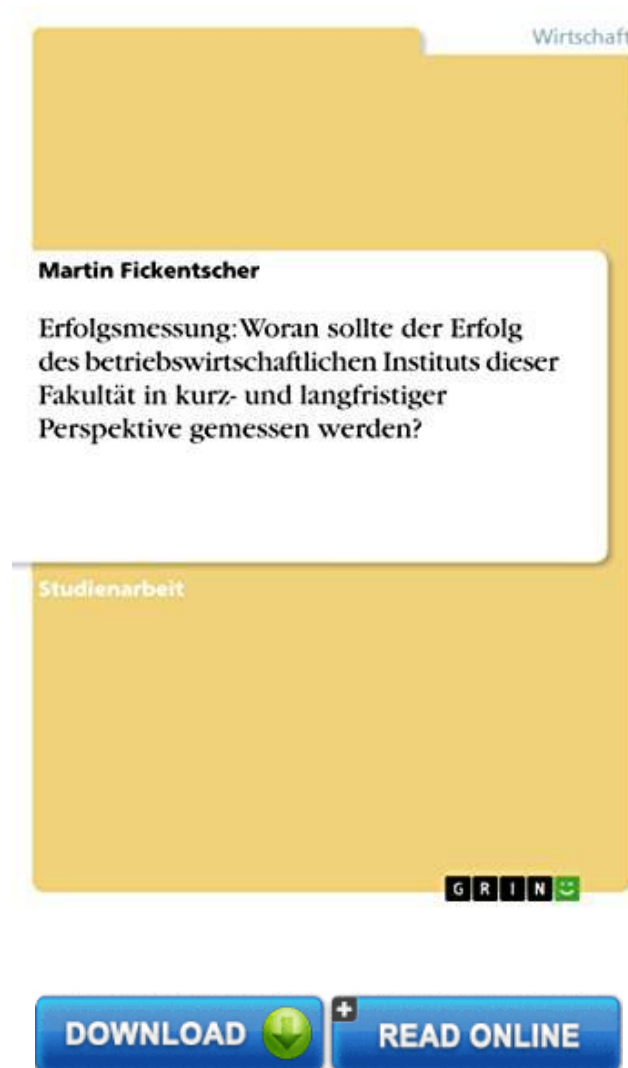 Wirtschaft
Martin Fickentscher
Erfolgsmessung: Woran sollte der Erfolg
des betriebswirtschaftlichen Instituts dieser
Fakultät in kurz- und langfristiger
Perspektive gemessen werden?
Studienarbeit
GRIN
DOWNLOAD
READ ONLINE